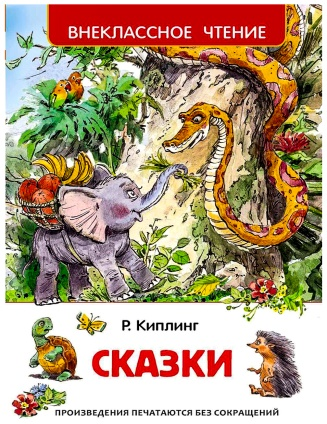 ВНЕКЛАССНОЕ ЧТЕНИЕ
Р. Киплинг
СКАЗКИ
ПРОИЗВЕДЕНИЯ ПЕЧАТАЮТСЯ БЕЗ СОКРАЩЕНИЙ